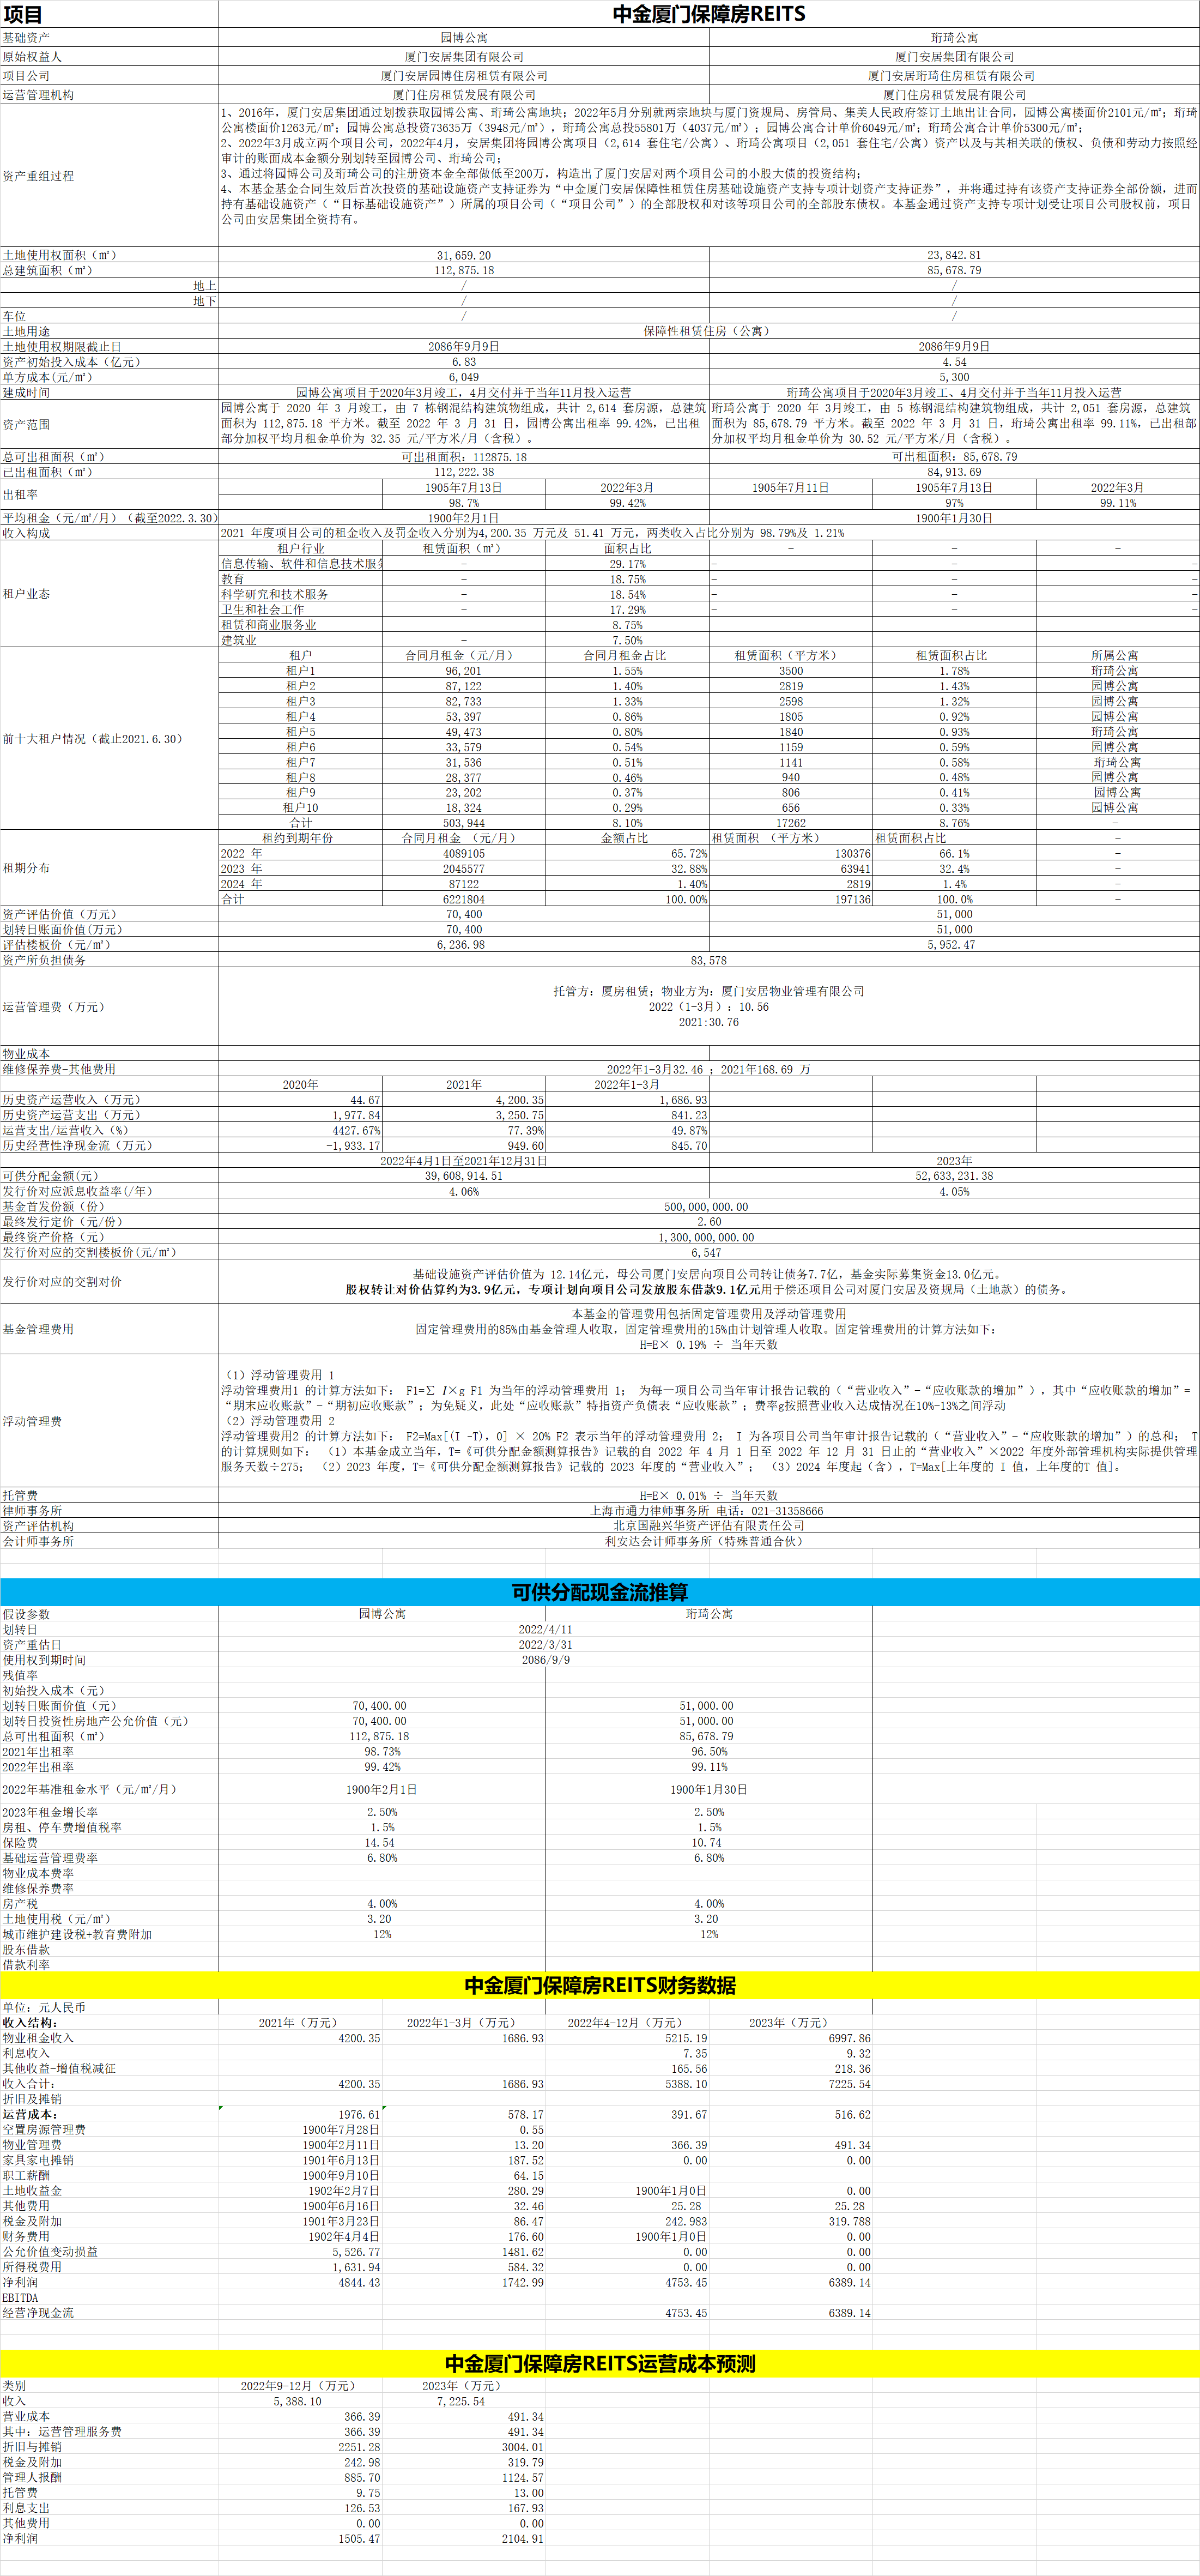 项目 中金厦门保障房REITS
基础资产 园博公寓 珩琦公寓
原始权益人 厦门安居集团有限公司 厦门安居集团有限公司
项目公司 厦门安居园博住房租赁有限公司 厦门安居珩琦住房租赁有限公司
运营管理机构 厦门住房租赁发展有限公司 厦门住房租赁发展有限公司
资产重组过程
1、2016年，厦门安居集团通过划拨获取园博公寓、珩琦公寓地块；2022年5月分别就两宗地块与厦门资规局、房管局、集美人民政府签订土地出让合同，园博公寓楼面价2101元/㎡；珩琦
公寓楼面价1263元/㎡；园博公寓总投资73635万（3948元/㎡），珩琦公寓总投55801万（4037元/㎡）；园博公寓合计单价6049元/㎡；珩琦公寓合计单价5300元/㎡；
2、2022年3月成立两个项目公司，2022年4月，安居集团将园博公寓项目（2,614 套住宅/公寓）、珩琦公寓项目（2,051 套住宅/公寓）资产以及与其相关联的债权、负债和劳动力按照经
审计的账面成本金额分别划转至园博公司、珩琦公司；
3、通过将园博公司及珩琦公司的注册资本金全部做低至200万，构造出了厦门安居对两个项目公司的小股大债的投资结构；
4、本基金基金合同生效后首次投资的基础设施资产支持证券为“中金厦门安居保障性租赁住房基础设施资产支持专项计划资产支持证券”，并将通过持有该资产支持证券全部份额，进而
持有基础设施资产（“目标基础设施资产”）所属的项目公司（“项目公司”）的全部股权和对该等项目公司的全部股东债权。本基金通过资产支持专项计划受让项目公司股权前，项目
公司由安居集团全资持有。
土地使用权面积（㎡） 31,659.20 23,842.81
总建筑面积（㎡） 112,875.18 85,678.79
地上 / /
地下 / /
车位 / /
土地用途 保障性租赁住房（公寓）
土地使用权期限截止日 2086年9月9日 2086年9月9日
资产初始投入成本（亿元） 6.83 4.54
单方成本(元/㎡） 6,049 5,300
建成时间 园博公寓项目于2020年3月竣工，4月交付并于当年11月投入运营 珩琦公寓项目于2020年3月竣工、4月交付并于当年11月投入运营
资产范围
园博公寓于 2020 年 3 月竣工，由 7 栋钢混结构建筑物组成，共计 2,614 套房源，总建筑
面积为 112,875.18 平方米。截至 2022 年 3 月 31 日，园博公寓出租率 99.42%，已出租
部分加权平均月租金单价为 32.35 元/平方米/月（含税）。
珩琦公寓于 2020 年 3月竣工，由 5 栋钢混结构建筑物组成，共计 2,051 套房源，总建筑
面积为 85,678.79 平方米。截至 2022 年 3 月 31 日，珩琦公寓出租率 99.11%，已出租部
分加权平均月租金单价为 30.52 元/平方米/月（含税）。
总可出租面积（㎡） 可出租面积：112875.18 可出租面积：85,678.79
已出租面积（㎡） 112,222.38 84,913.69
出租率 1905年7月13日 2022年3月 1905年7月11日 1905年7月13日 2022年3月
98.7% 99.42% 97% 99.11%
平均租金（元/㎡/月）（截至2022.3.30） 1900年2月1日 1900年1月30日
收入构成 2021 年度项目公司的租金收入及罚金收入分别为4,200.35 万元及 51.41 万元，两类收入占比分别为 98.79%及 1.21%
租户业态 租户行业 租赁面积（㎡） 面积占比 - - -
信息传输、软件和信息技术服务 - 29.17% - - -
教育 - 18.75% - - -
科学研究和技术服务 - 18.54% - - -
卫生和社会工作 - 17.29% - - -
租赁和商业服务业 8.75%
建筑业 - 7.50%
前十大租户情况（截止2021.6.30） 租户 合同月租金（元/月） 合同月租金占比 租赁面积（平方米） 租赁面积占比 所属公寓
租户1 96,201 1.55% 3500 1.78% 珩琦公寓
租户2 87,122 1.40% 2819 1.43% 园博公寓
租户3 82,733 1.33% 2598 1.32% 园博公寓
租户4 53,397 0.86% 1805 0.92% 园博公寓
租户5 49,473 0.80% 1840 0.93% 珩琦公寓
租户6 33,579 0.54% 1159 0.59% 园博公寓
租户7 31,536 0.51% 1141 0.58% 珩琦公寓
租户8 28,377 0.46% 940 0.48% 园博公寓
租户9 23,202 0.37% 806 0.41% 园博公寓
租户10 18,324 0.29% 656 0.33% 园博公寓
合计 503,944 8.10% 17262 8.76% -
租期分布 租约到期年份 合同月租金 （元/月） 金额占比 租赁面积 （平方米） 租赁面积占比 -
2022 年 4089105 65.72% 130376 66.1% -
2023 年 2045577 32.88% 63941 32.4% -
2024 年 87122 1.40% 2819 1.4% -
合计 6221804 100.00% 197136 100.0% -
资产评估价值（万元） 70,400 51,000
划转日账面价值(万元） 70,400 51,000
评估楼板价（元/㎡） 6,236.98 5,952.47
资产所负担债务 83,578
运营管理费（万元）
托管方：厦房租赁；物业方为：厦门安居物业管理有限公司
2022（1-3月）：10.56
2021:30.76
物业成本
维修保养费-其他费用 2022年1-3月32.46 ；2021年168.69 万
2020年 2021年 2022年1-3月
历史资产运营收入（万元） 44.67 4,200.35 1,686.93
历史资产运营支出（万元） 1,977.84 3,250.75 841.23
运营支出/运营收入（%） 4427.67% 77.39% 49.87%
历史经营性净现金流（万元） -1,933.17 949.60 845.70
2022年4月1日至2021年12月31日 2023年
可供分配金额(元） 39,608,914.51 52,633,231.38
发行价对应派息收益率(/年） 4.06% 4.05%
基金首发份额（份） 500,000,000.00
最终发行定价（元/份） 2.60
最终资产价格（元） 1,300,000,000.00
发行价对应的交割楼板价(元/㎡） 6,547
发行价对应的交割对价
基础设施资产评估价值为 12.14亿元，母公司厦门安居向项目公司转让债务7.7亿，基金实际募集资金13.0亿元。
股权转让对价估算约为3.9亿元，专项计划向项目公司发放股东借款9.1亿元用于偿还项目公司对厦门安居及资规局（土地款）的债务。
基金管理费用
本基金的管理费用包括固定管理费用及浮动管理费用
固定管理费用的85%由基金管理人收取，固定管理费用的15%由计划管理人收取。固定管理费用的计算方法如下：
H=E× 0.19% ÷ 当年天数
浮动管理费
（1）浮动管理费用 1
浮动管理费用1 的计算方法如下： F1=∑ I×g F1 为当年的浮动管理费用 1； 为每一项目公司当年审计报告记载的（“营业收入”-“应收账款的增加”），其中“应收账款的增加”=
“期末应收账款”-“期初应收账款”；为免疑义，此处“应收账款”特指资产负债表“应收账款”；费率g按照营业收入达成情况在10%-13%之间浮动
（2）浮动管理费用 2
浮动管理费用2 的计算方法如下： F2=Max[(I -T)，0] × 20% F2 表示当年的浮动管理费用 2； I 为各项目公司当年审计报告记载的（“营业收入”-“应收账款的增加”）的总和； T
的计算规则如下： （1）本基金成立当年，T=《可供分配金额测算报告》记载的自 2022 年 4 月 1 日至 2022 年 12 月 31 日止的“营业收入”×2022 年度外部管理机构实际提供管理
服务天数÷275； （2）2023 年度，T=《可供分配金额测算报告》记载的 2023 年度的“营业收入”； （3）2024 年度起（含），T=Max[上年度的 I 值，上年度的T 值]。
托管费 H=E× 0.01% ÷ 当年天数
律师事务所 上海市通力律师事务所 电话：021-31358666
资产评估机构 北京国融兴华资产评估有限责任公司
会计师事务所 利安达会计师事务所（特殊普通合伙）
可供分配现金流推算
假设参数 园博公寓 珩琦公寓
划转日 2022/4/11
资产重估日 2022/3/31
使用权到期时间 2086/9/9
残值率
初始投入成本（元）
划转日账面价值（元） 70,400.00 51,000.00
划转日投资性房地产公允价值（元） 70,400.00 51,000.00
总可出租面积（㎡） 112,875.18 85,678.79
2021年出租率 98.73% 96.50%
2022年出租率 99.42% 99.11%
2022年基准租金水平（元/㎡/月） 1900年2月1日 1900年1月30日
2023年租金增长率 2.50% 2.50%
房租、停车费增值税率 1.5% 1.5%
保险费 14.54 10.74
基础运营管理费率 6.80% 6.80%
物业成本费率
维修保养费率
房产税 4.00% 4.00%
土地使用税（元/㎡） 3.20 3.20
城市维护建设税+教育费附加 12% 12%
股东借款
借款利率
中金厦门保障房REITS财务数据
单位：元人民币
收入结构： 2021年（万元） 2022年1-3月（万元） 2022年4-12月（万元） 2023年（万元）
物业租金收入 4200.35 1686.93 5215.19 6997.86
利息收入 7.35 9.32
其他收益-增值税减征 165.56 218.36
收入合计： 4200.35 1686.93 5388.10 7225.54
折旧及摊销
运营成本： 1976.61 578.17 391.67 516.62
空置房源管理费 1900年7月28日 0.55
物业管理费 1900年2月11日 13.20 366.39 491.34
家具家电摊销 1901年6月13日 187.52 0.00 0.00
职工薪酬 1900年9月10日 64.15
土地收益金 1902年2月7日 280.29 1900年1月0日 0.00
其他费用 1900年6月16日 32.46 25.28 25.28
税金及附加 1901年3月23日 86.47 242.983 319.788
财务费用 1902年4月4日 176.60 1900年1月0日 0.00
公允价值变动损益 5,526.77 1481.62 0.00 0.00
所得税费用 1,631.94 584.32 0.00 0.00
净利润 4844.43 1742.99 4753.45 6389.14
EBITDA
经营净现金流 4753.45 6389.14
中金厦门保障房REITS运营成本预测
类别 2022年9-12月（万元） 2023年（万元）
收入 5,388.10 7,225.54
营业成本 366.39 491.34
其中：运营管理服务费 366.39 491.34
折旧与摊销 2251.28 3004.01
税金及附加 242.98 319.79
管理人报酬 885.70 1124.57
托管费 9.75 13.00
利息支出 126.53 167.93
其他费用 0.00 0.00
净利润 1505.47 2104.91